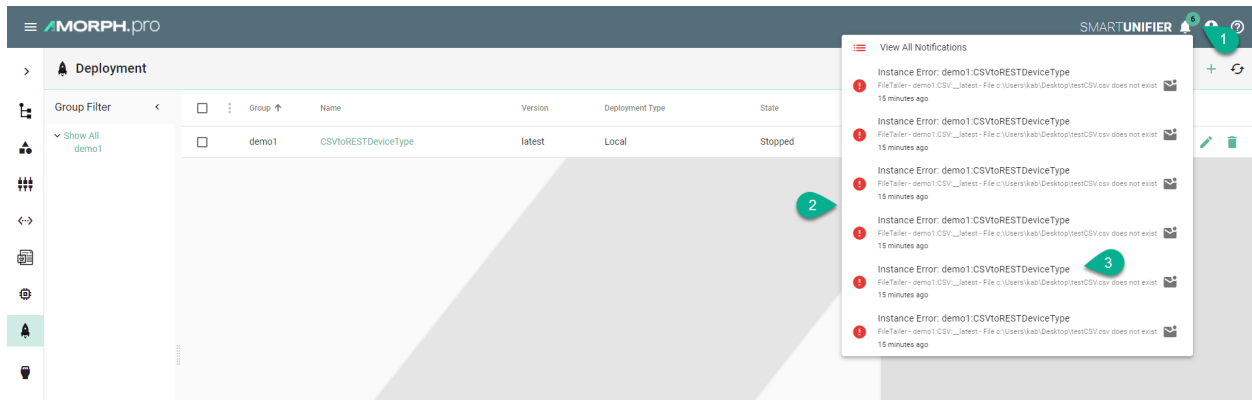 AMORPH.pro
SMARTUNIFIER
6
1
Deployment
View All Notifications
Group Filter
Group
Name
Version
Deployment Type
State
Show All
demo1
demo1
CSVtoRESTDeviceType
latest
Local
Stopped
Instance Error: demo1:CSVtoRESTDeviceType
FileTailer - demo1:CSV:__latest - File c:\Users\kab\Desktop\testCSV.csv does not exist
15 minutes ago
Instance Error: demo1:CSVtoRESTDeviceType
FileTailer - demo1:CSV:__latest - File c:\Users\kab\Desktop\testCSV.csv does not exist
15 minutes ago
Instance Error: demo1:CSVtoRESTDeviceType
FileTailer - demo1:CSV:__latest - File c:\Users\kab\Desktop\testCSV.csv does not exist
15 minutes ago
2
Instance Error: demo1:CSVtoRESTDeviceType
FileTailer - demo1:CSV:__latest - File c:\Users\kab\Desktop\testCSV.csv does not exist
15 minutes ago
Instance Error: demo1:CSVtoRESTDeviceType
3
FileTailer - demo1:CSV:__latest - File c:\Users\kab\Desktop\testCSV.csv does not exist
15 minutes ago
Instance Error: demo1:CSVtoRESTDeviceType
FileTailer - demo1:CSV:__latest - File c:\Users\kab\Desktop\testCSV.csv does not exist
15 minutes ago